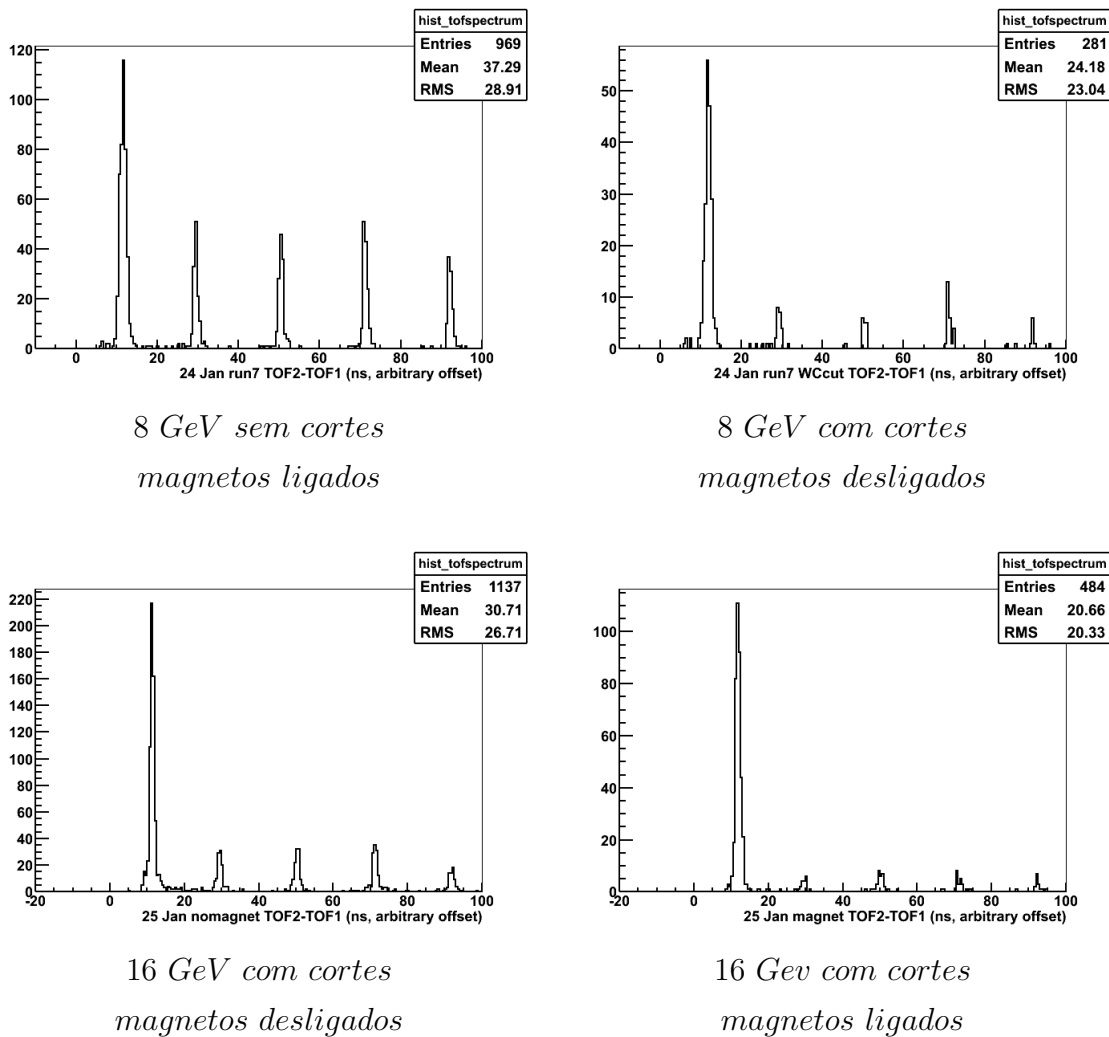 hist_tofspectrum
Entries 969
Mean 37.29
RMS 28.91
120
100
80
60
40
20
0
0 20 40 60 80 100
24 Jan run7 TOF2-TOF1 (ns, arbitrary offset)
8 GeV sem cortes
magnetos ligados
hist_tofspectrum
Entries 281
Mean 24.18
RMS 23.04
50
40
30
20
10
0
0 20 40 60 80 100
24 Jan run7 WCcut TOF2-TOF1 (ns, arbitrary offset)
8 GeV com cortes
magnetos desligados
hist_tofspectrum
Entries 1137
Mean 30.71
RMS 26.71
220
200
180
160
140
120
100
80
60
40
20
0
-20 0 20 40 60 80 100
25 Jan nomagnet TOF2-TOF1 (ns, arbitrary offset)
16 GeV com cortes
magnetos desligados
hist_tofspectrum
Entries 484
Mean 20.66
RMS 20.33
100
80
60
40
20
0
-20 0 20 40 60 80 100
25 Jan magnet TOF2-TOF1 (ns, arbitrary offset)
16 Gev com cortes
magnetos ligados